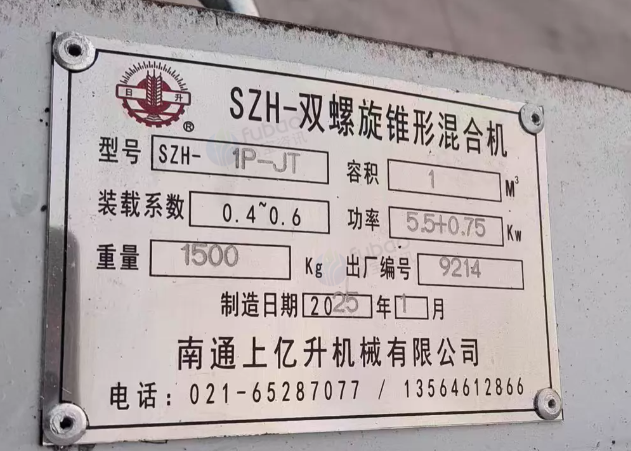 日升
®
SZH-双螺旋锥形混合机
型号 SZH- 1P-JT 容积 1 M³
装载系数 0.4~0.6 功率 5.5+0.75 Kw
重量 1500 Kg 出厂编号 9214
制造日期 2025 年 1 月
南通上亿升机械有限公司
电话：021-65287077 / 13564612866